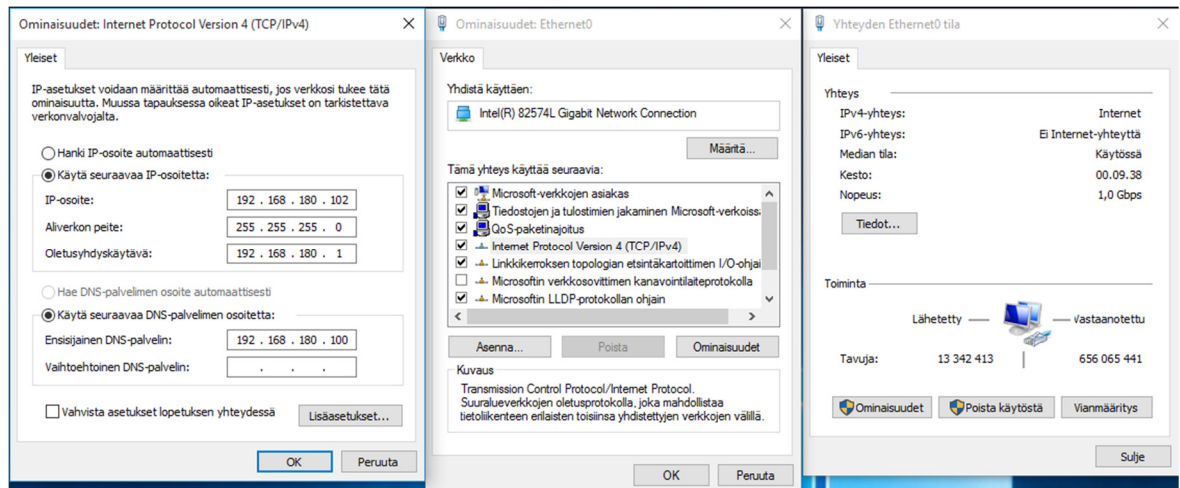 Ominaisuudet: Internet Protocol Version 4 (TCP/IPv4)
Yleiset
IP-asetukset voidaan määrittää automaattisesti, jos verkkosi tukee tätä
ominaisuutta. Muussa tapauksessa oikeat IP-asetukset on tarkistettava
verkonvalvojalta.
Hanki IP-osoite automaattisesti
Käytä seuraavaa IP-osoitetta:
IP-osoite: 192 . 168 . 180 . 102
Aliverkon peite: 255 . 255 . 255 . 0
Oletusyhdyskäytävä: 192 . 168 . 180 . 1
Hae DNS-palvelimen osoite automaattisesti
Käytä seuraavaa DNS-palvelimen osoitetta:
Ensisijainen DNS-palvelin: 192 . 168 . 180 . 100
Vaihtoehtoinen DNS-palvelin: . . .
Vahvista asetukset lopetuksen yhteydessä
Lisäasetukset...
OK Peruuta
Ominaisuudet: Ethernet0
Verkko
Yhdistä käyttäen:
Intel(R) 82574L Gigabit Network Connection
Määritä...
Tämä yhteys käyttää seuraavia:
Microsoft-verkkojen asiakas
Tiedostojen ja tulostimien jakaminen Microsoft-verkoiss
QoS-paketinajoitus
Internet Protocol Version 4 (TCP/IPv4)
Linkkikerroksen topologian etsintäkartoittimen I/O-ohjai
Microsoftin verkkosovittimen kanavointilaiteprotokolla
Microsoftin LLDP-protokollan ohjain
Asenna... Poista Ominaisuudet
Kuvaus
Transmission Control Protocol/Internet Protocol.
Suuralueverkkojen oletusprotokolla, joka mahdollistaa
tietoliikenteen erilaisten toisiinsa yhdistettyjen verkkojen välillä.
OK Peruuta
Yhteyden Ethernet0 tila
Yleiset
Yhteys
IPv4-yhteys: Internet
IPv6-yhteys: Ei Internet-yhteyttä
Median tila: Käytössä
Kesto: 00.09.38
Nopeus: 1,0 Gbps
Tiedot...
Toiminta
Lähetetty Vastaanotettu
Tavuja: 13 342 413 656 065 441
Ominaisuudet Poista käytöstä Vianmääritys
Sulje